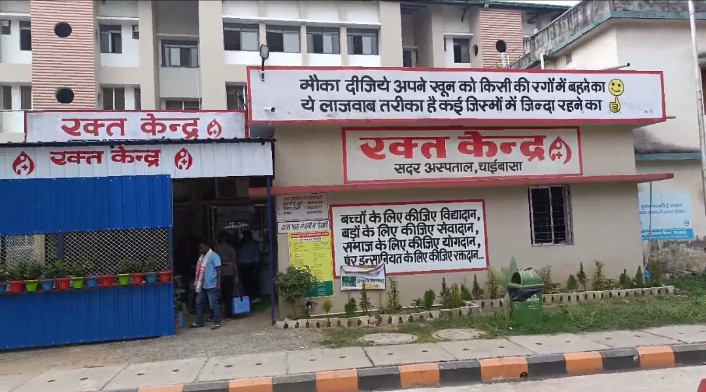 मौका दीजिये अपने खून को किसी की रगों में बहने का
ये लाजवाब तरीका है कई जिस्मों में ज़िन्दा रहने का
रक्त केन्द्र
रक्त केन्द्र
रक्त केन्द्र
सदर अस्पताल, चाईबासा
बच्चों के लिए कीजिए विद्यादान,
बड़ों के लिए कीजिए सेवादान,
समाज के लिए कीजिए योगदान,
पर इन्सानियत के लिए कीजिए रक्तदान...